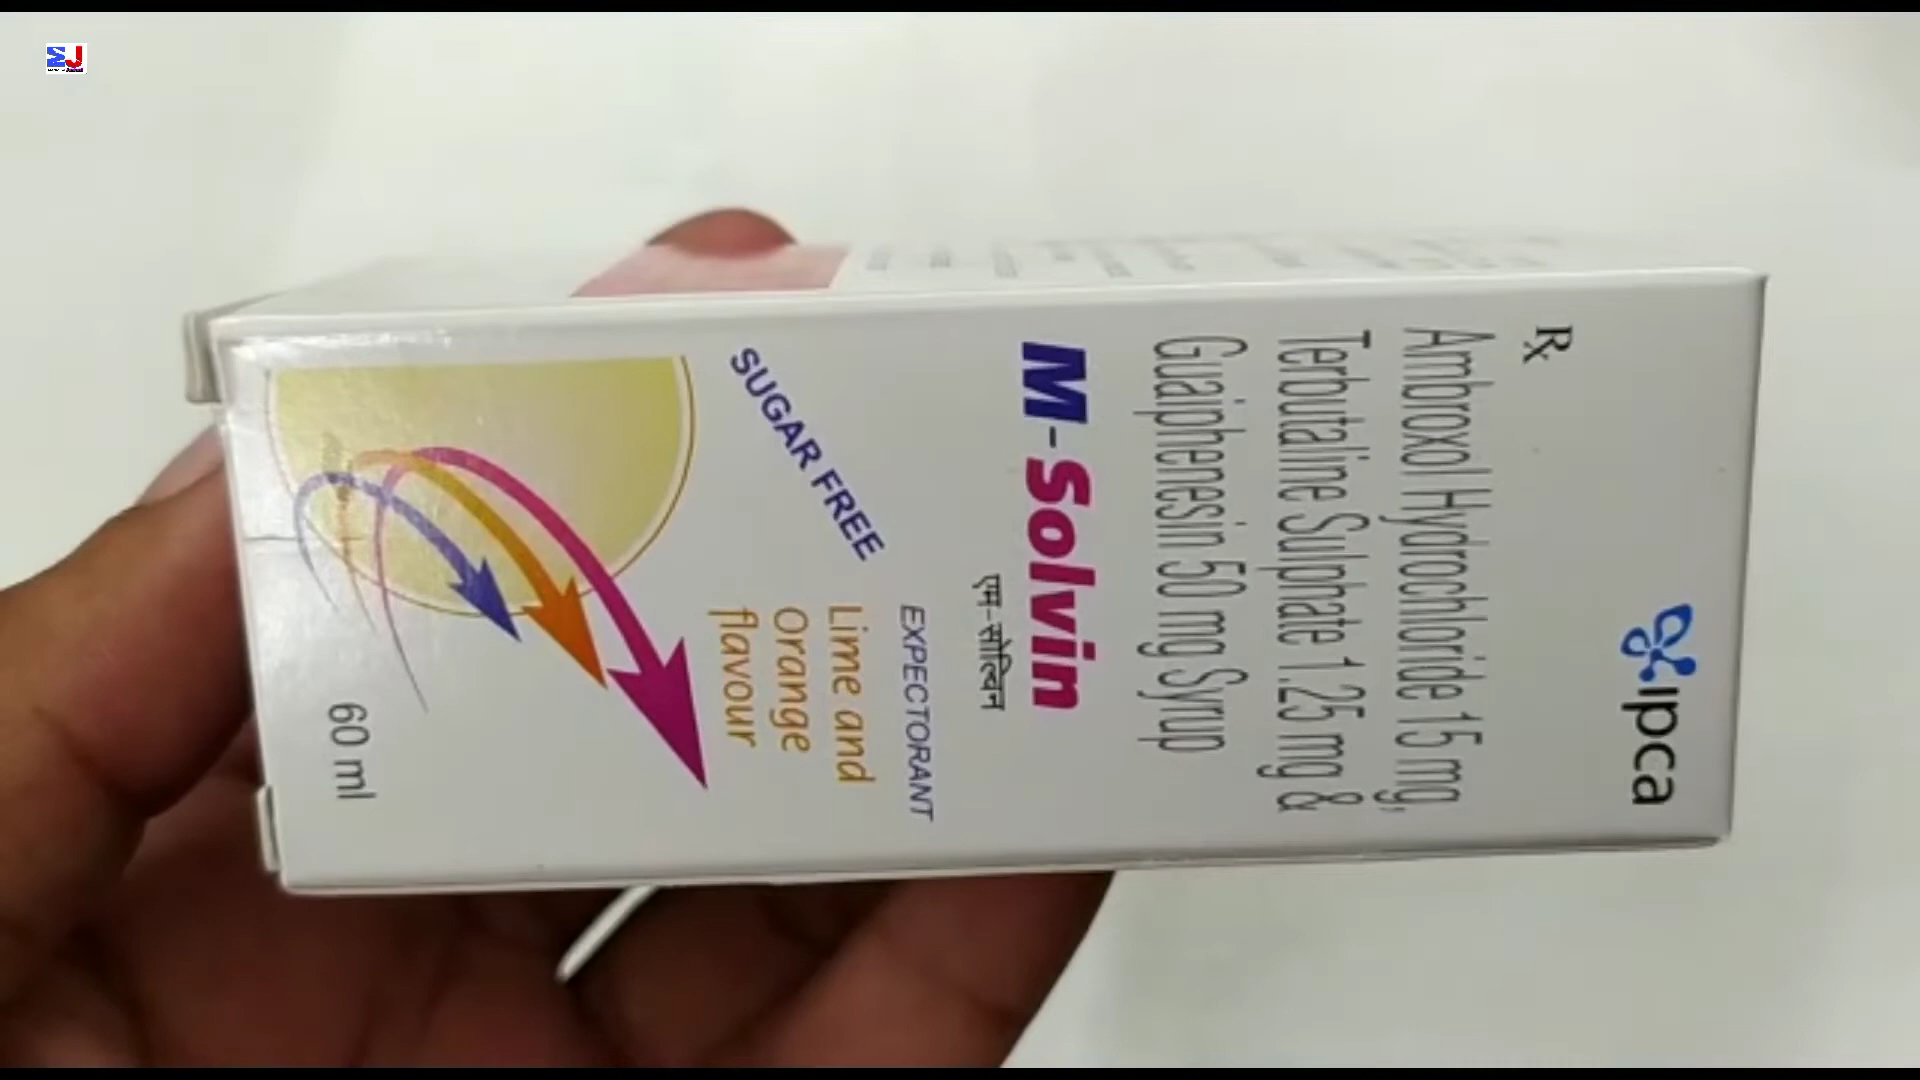 ipca
Rx
Ambroxol Hydrochloride 15 mg,
Terbutaline Sulphate 1.25 mg &
Guaiphenesin 50 mg Syrup
M-Solvin
एम-सोल्विन
EXPECTORANT
SUGAR FREE
Lime and
Orange
flavour
60 ml
MJ